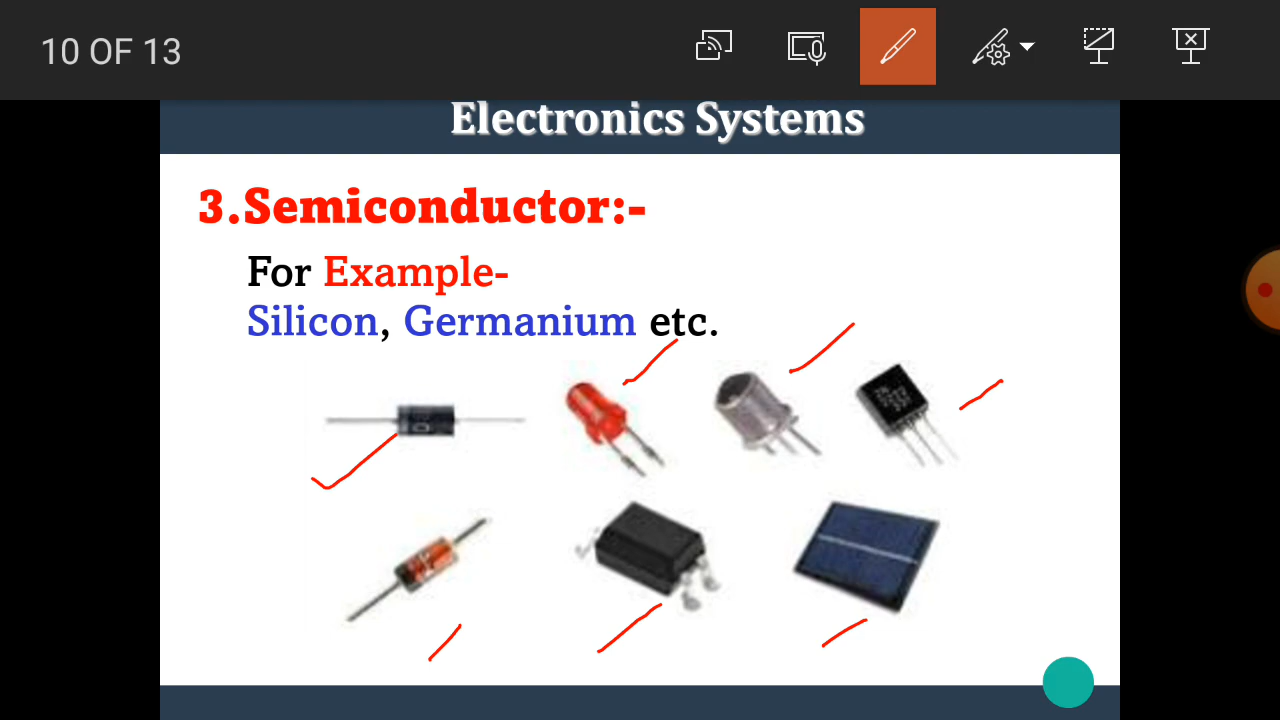 10 OF 13
Electronics Systems
3.Semiconductor:-
For Example-
Silicon, Germanium etc.